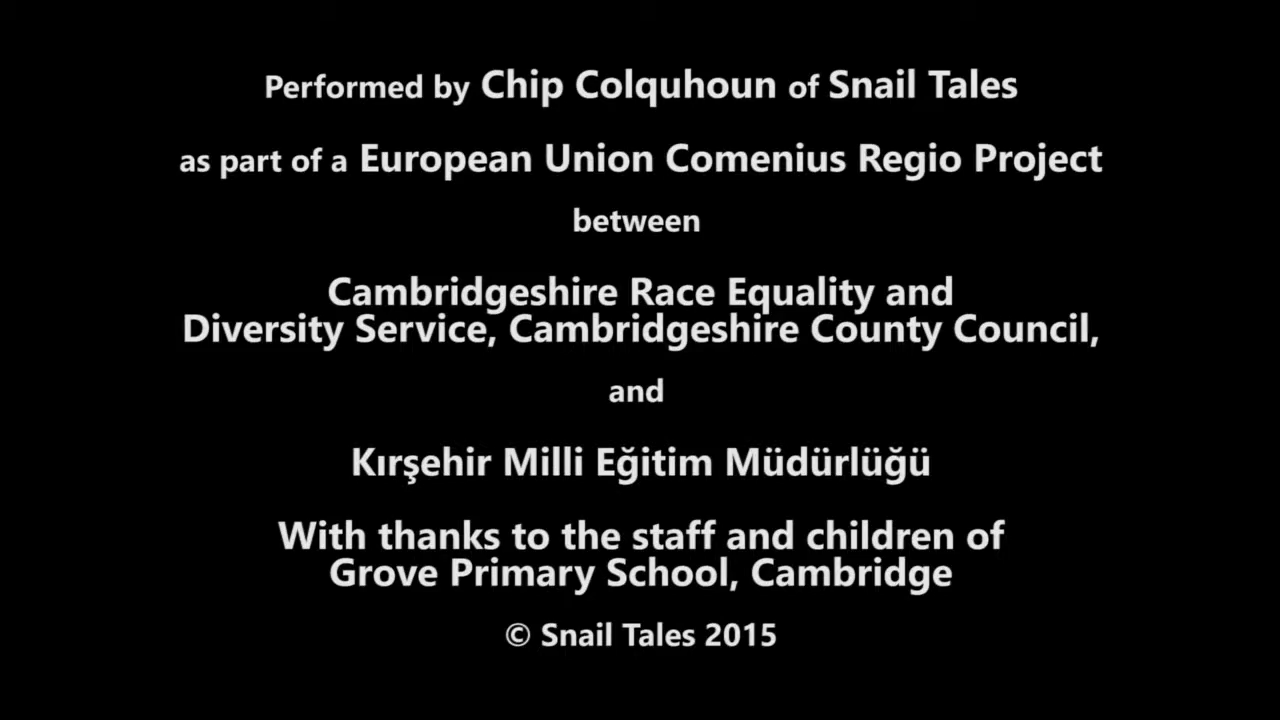 Performed by Chip Colquhoun of Snail Tales
as part of a European Union Comenius Regio Project
between
Cambridgeshire Race Equality and
Diversity Service, Cambridgeshire County Council,
and
Kırşehir Milli Eğitim Müdürlüğü
With thanks to the staff and children of
Grove Primary School, Cambridge
© Snail Tales 2015